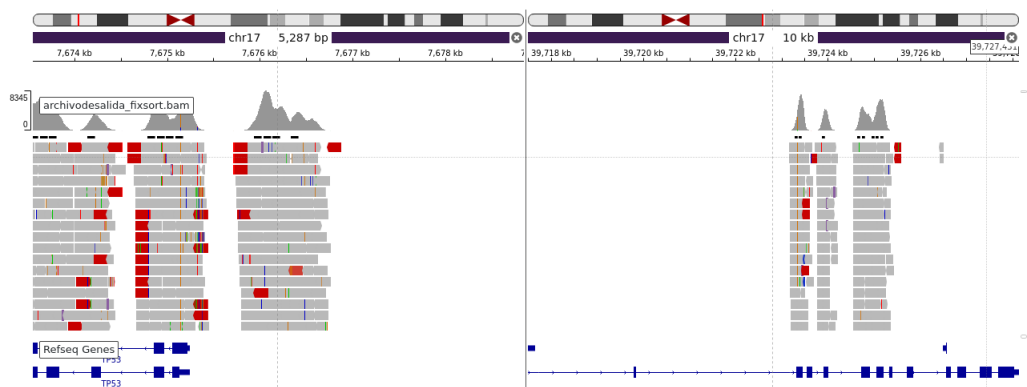 chr17 5,287 bp
chr17 10 kb
7,674 kb 7,675 kb 7,676 kb 7,677 kb 7,678 kb
39,718 kb 39,720 kb 39,722 kb 39,724 kb 39,726 kb
39,727,431
8345
0
archivodesalida_fixsort.bam
Refseq Genes
TP53
TP53